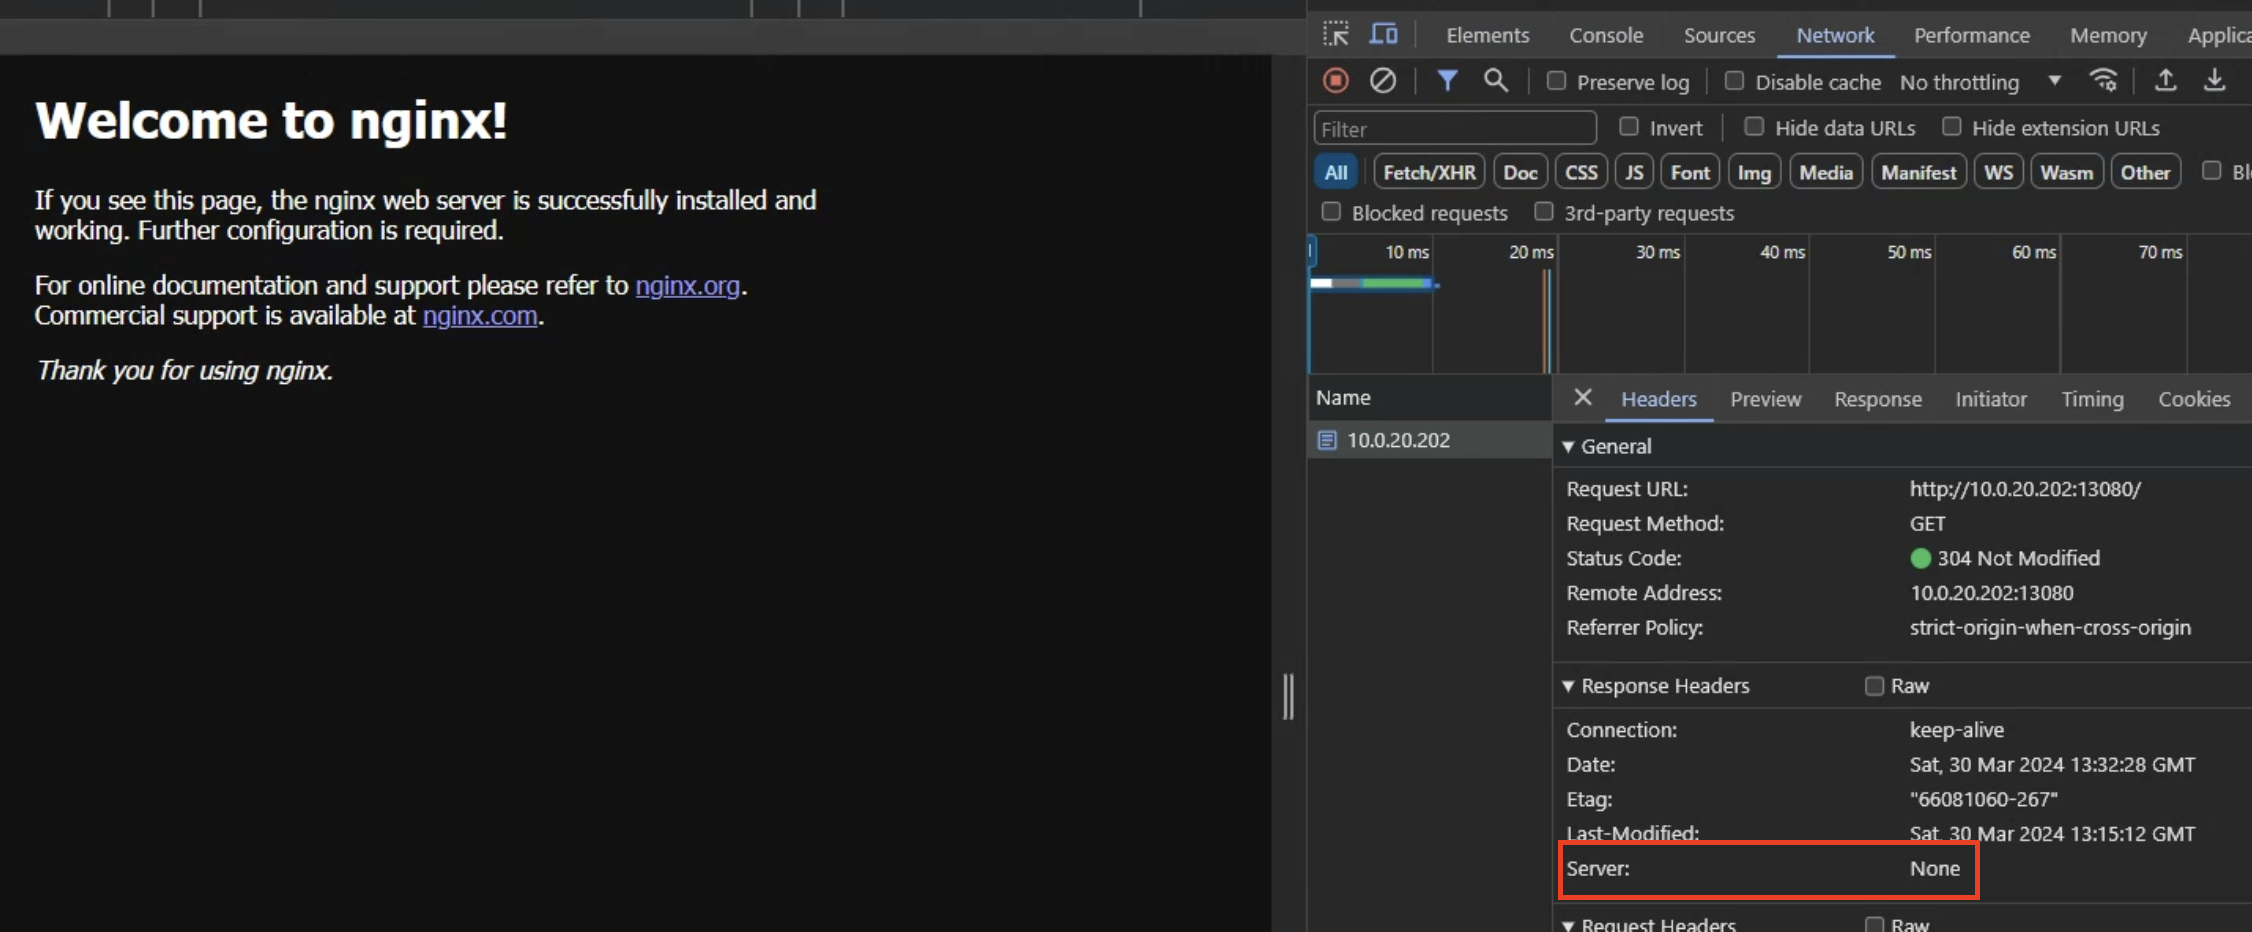 Welcome to nginx!
If you see this page, the nginx web server is successfully installed and
working. Further configuration is required.
For online documentation and support please refer to nginx.org.
Commercial support is available at nginx.com.
Thank you for using nginx.
Elements Console Sources Network Performance Memory Applica
Preserve log Disable cache No throttling
Filter Invert Hide data URLs Hide extension URLs
All Fetch/XHR Doc CSS JS Font Img Media Manifest WS Wasm Other Blo
Blocked requests 3rd-party requests
10 ms 20 ms 30 ms 40 ms 50 ms 60 ms 70 ms
Name
10.0.20.202
Headers Preview Response Initiator Timing Cookies
General
Request URL: http://10.0.20.202:13080/
Request Method: GET
Status Code: 304 Not Modified
Remote Address: 10.0.20.202:13080
Referrer Policy: strict-origin-when-cross-origin
Response Headers Raw
Connection: keep-alive
Date: Sat, 30 Mar 2024 13:32:28 GMT
Etag: "66081060-267"
Last-Modified: Sat, 30 Mar 2024 13:15:12 GMT
Server: None
Request Headers Raw